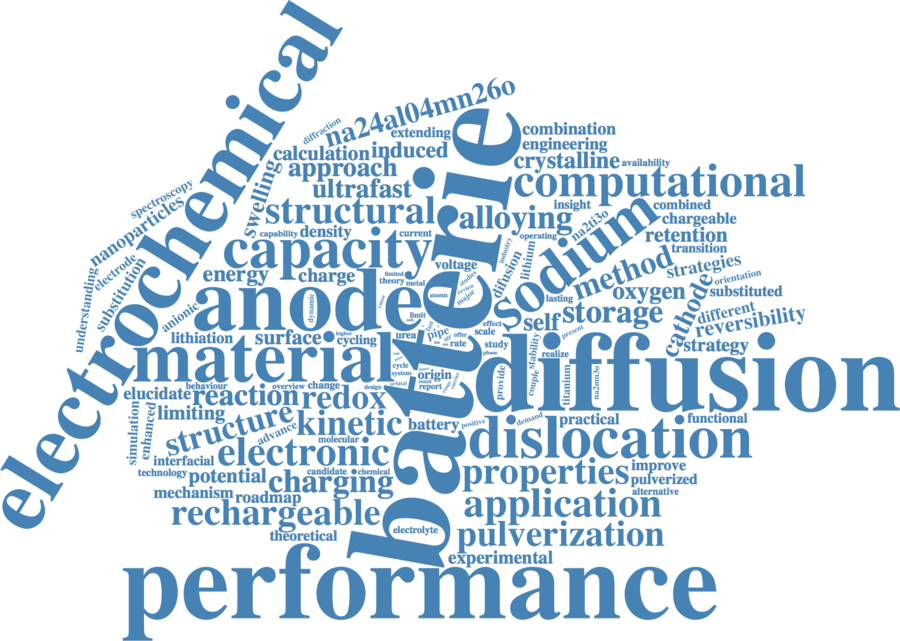 electrochemical
na24al04mn26o
diffraction
extending
calculation
induced
approach
ultrafast
swelling
structural
batterie
combination
engineering
crystalline
availability
computational
spectroscopy
nanoparticles
capability
density
current
alloying
insight
combined
na2ti3o
chargeable
sodium
operating
industry
retention
transition
capacity
voltage
diffusion
lithium
method
strategies
orientation
understanding
electrode
substitution
energy
charge
limited
theory
metal
studies
review
major
atomic
lasting
oxygen
cathode
substituted
anionic
anode
dynamic
limit
self
storage
different
reversibility
lithiation
surface
higher
cycling
urea
pipe
offer
rate
effect
scale
study
phase
stability
present
realize
strategy
material
cycle
system
origin
result
report
orbital
carrier
provide
couple
titanium
na2mn3o
diffusion
behaviour
elucidate
reaction
overview
change
redox
design
simulation
enhanced
limiting
structure
advance
kinetic
molecular
battery
positive
demand
practical
functional
dislocation
interfacial
electronic
technology
potential
candidate
chemical
charging
properties
improve
pulverized
alternative
mechanism
roadmap
rechargeable
application
theoretical
electrolyte
pulverization
experimental
performance